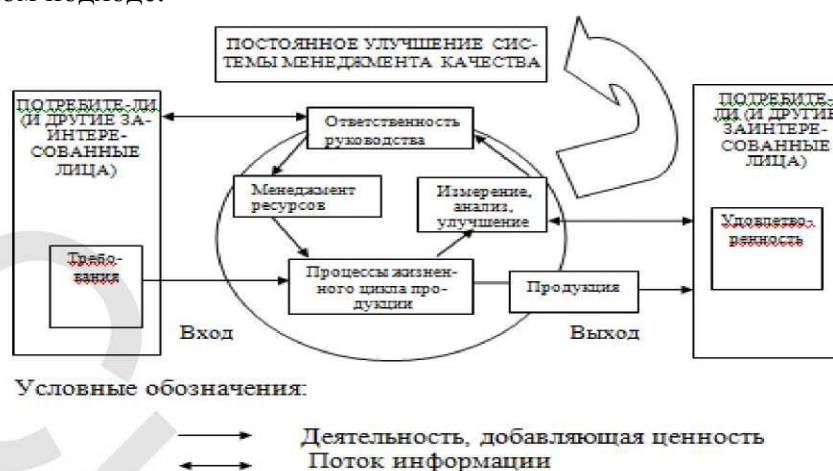 ПОСТОЯННОЕ УЛУЧШЕНИЕ СИС-
ТЕМЫ МЕНЕДЖМЕНТА КАЧЕСТВА
ПОТРЕБИТЕ-ЛИ
(И ДРУГИЕ ЗА-
ИНТЕРЕ-
СОВАННЫЕ
ЛИЦА)
Требо-
вания
Ответственность
руководства
Менеджмент
ресурсов
Измерение,
анализ,
улучшение
Процессы жизнен-
ного цикла про-
дукции
Продукция
ПОТРЕБИТЕ-
ЛИ (И ДРУГИЕ
ЗАИНТЕРЕ-
СОВАННЫЕ
ЛИЦА)
Удовлетво-
ренность
Вход
Выход
Условные обозначения:
Деятельность, добавляющая ценность
Поток информации